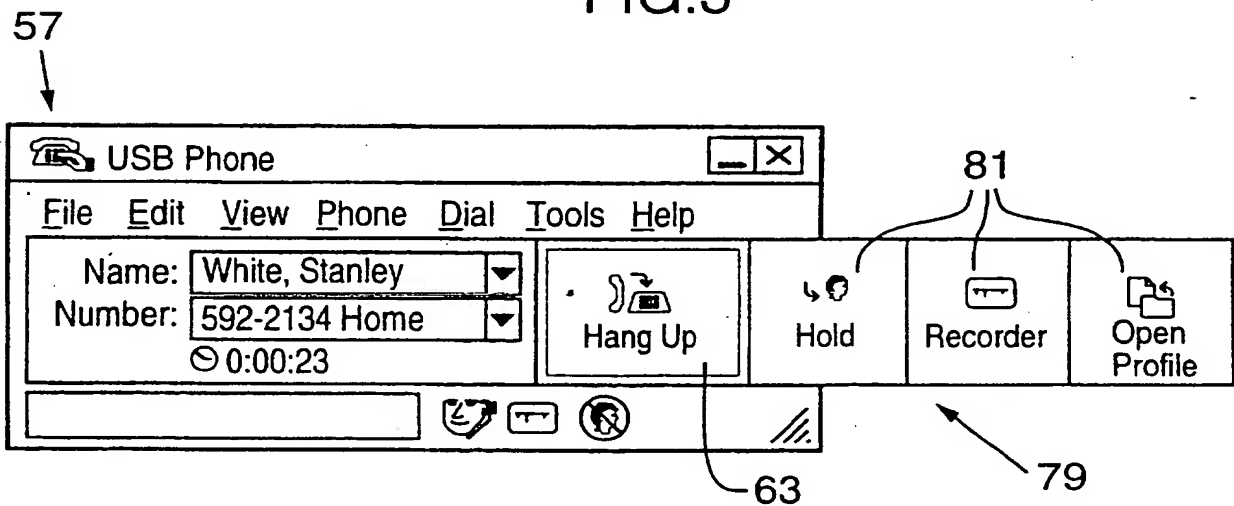 57
USB Phone
81
File Edit View Phone Dial Tools Help
Name: White, Stanley
Number: 592-2134 Home
0:00:23
Hang Up
Hold
Recorder
Open
Profile
63
79